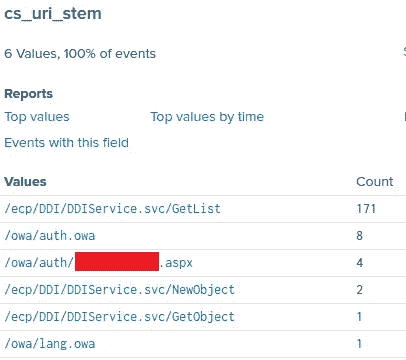 cs_uri_stem
6 Values, 100% of events
Reports
Top values Top values by time
Events with this field
Values Count
/ecp/DDI/DDIService.svc/GetList 171
/owa/auth.owa 8
/owa/auth/ .aspx 4
/ecp/DDI/DDIService.svc/NewObject 2
/ecp/DDI/DDIService.svc/GetObject 1
/owa/lang.owa 1